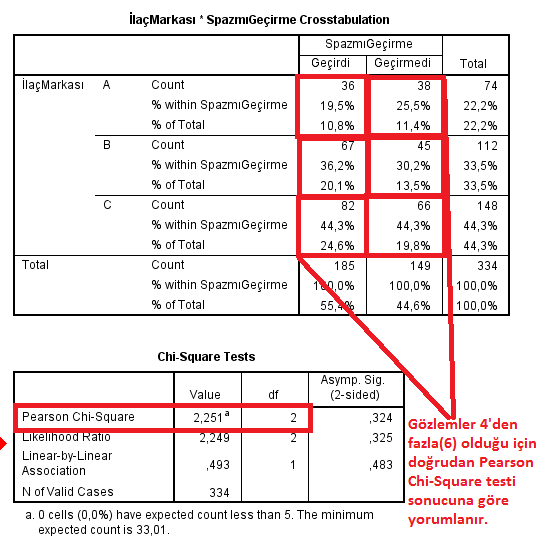 İlaçMarkası * SpazmıGeçirme Crosstabulation
SpazmıGeçirme
Geçirdi Geçirmedi Total
İlaçMarkası A Count 36 38 74
% within SpazmıGeçirme 19,5% 25,5% 22,2%
% of Total 10,8% 11,4% 22,2%
B Count 67 45 112
% within SpazmıGeçirme 36,2% 30,2% 33,5%
% of Total 20,1% 13,5% 33,5%
C Count 82 66 148
% within SpazmıGeçirme 44,3% 44,3% 44,3%
% of Total 24,6% 19,8% 44,3%
Total Count 185 149 334
% within SpazmıGeçirme 100,0% 100,0% 100,0%
% of Total 55,4% 44,6% 100,0%
Chi-Square Tests
Value df Asymp. Sig. (2-sided)
Pearson Chi-Square 2,251a 2 ,324
Likelihood Ratio 2,249 2 ,325
Linear-by-Linear Association ,493 1 ,483
N of Valid Cases 334
a. 0 cells (0,0%) have expected count less than 5. The minimum
expected count is 33,01.
Gözlemler 4'den
fazla(6) olduğu için
doğrudan Pearson
Chi-Square testi
sonucuna göre
yorumlanır.